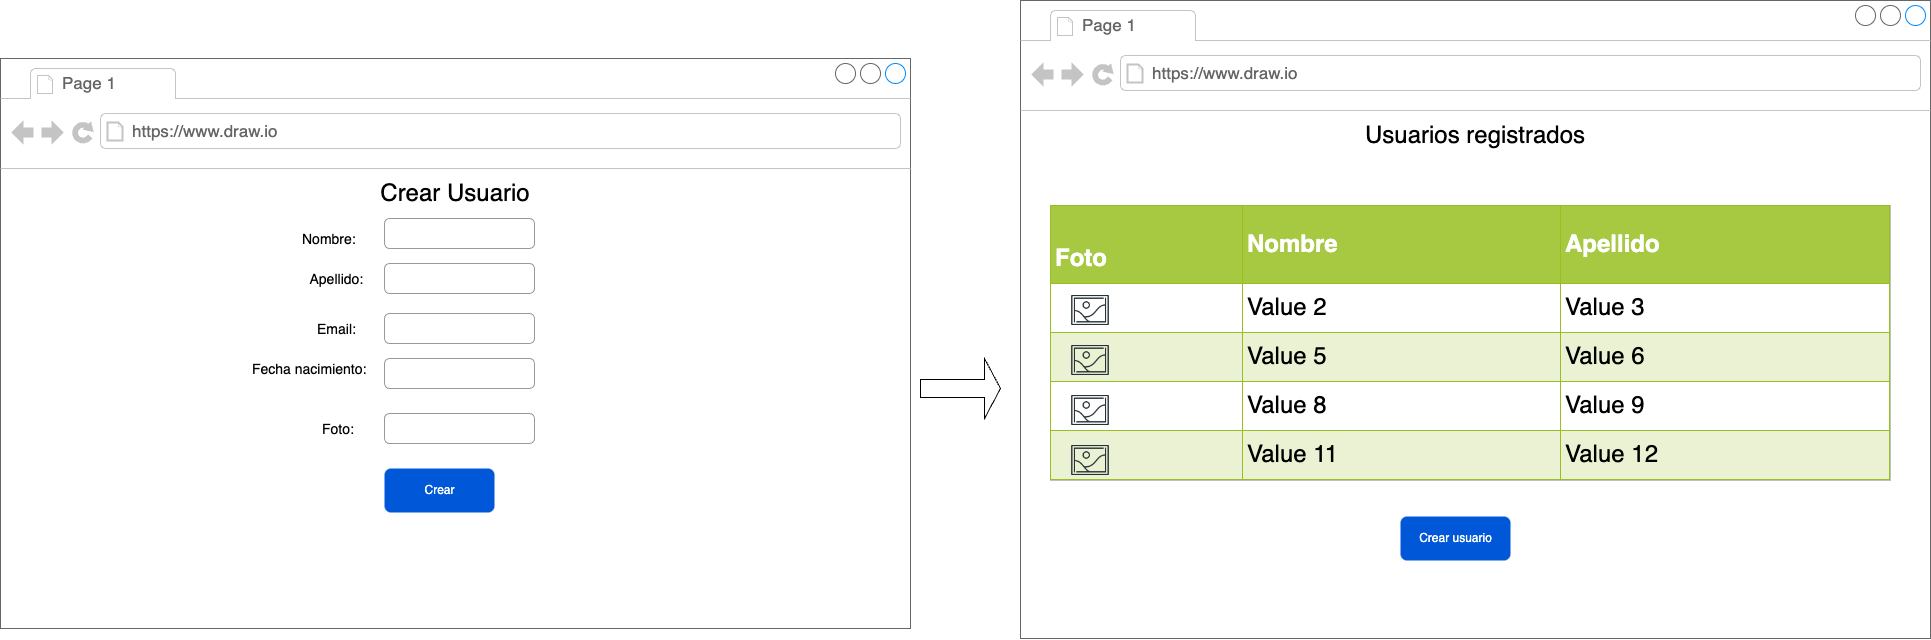 Page 1
https://www.draw.io
Crear Usuario
Nombre:
Apellido:
Email:
Fecha nacimiento:
Foto:
Crear
Page 1
https://www.draw.io
Usuarios registrados
Foto Nombre Apellido
Value 2 Value 3
Value 5 Value 6
Value 8 Value 9
Value 11 Value 12
Crear usuario